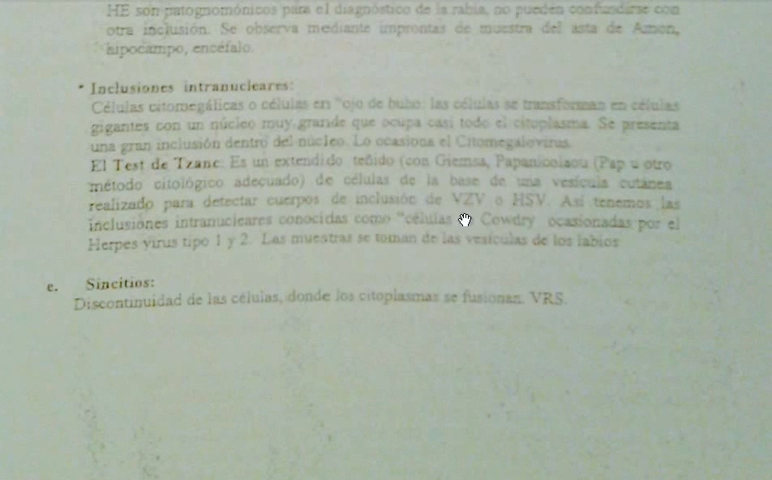 HE son patognomónicos para el diagnóstico de la rabia, no pueden confundirse con
otra inclusión. Se observa mediante improntas de muestra del asta de Amon,
hipocampo, encéfalo.
• Inclusiones intranucleares:
Células citomegálicas o células en "ojo de buho: las células se transforman en células
gigantes con un núcleo muy grande que ocupa casi todo el citoplasma. Se presenta
una gran inclusión dentro del núcleo. Lo ocasiona el Citomegalovirus.
El Test de Tzanc. Es un extendido teñido (con Giemsa, Papanicolaou (Pap u otro
método citológico adecuado) de células de la base de una vesícula cutánea
realizado para detectar cuerpos de inclusión de VZV o HSV. Así tenemos las
inclusiones intranucleares conocidas como "células Cowdry ocasionadas por el
Herpes virus tipo 1 y 2. Las muestras se toman de las vesículas de los labios
e. Sincitios:
Discontinuidad de las células, donde los citoplasmas se fusionan. VRS.